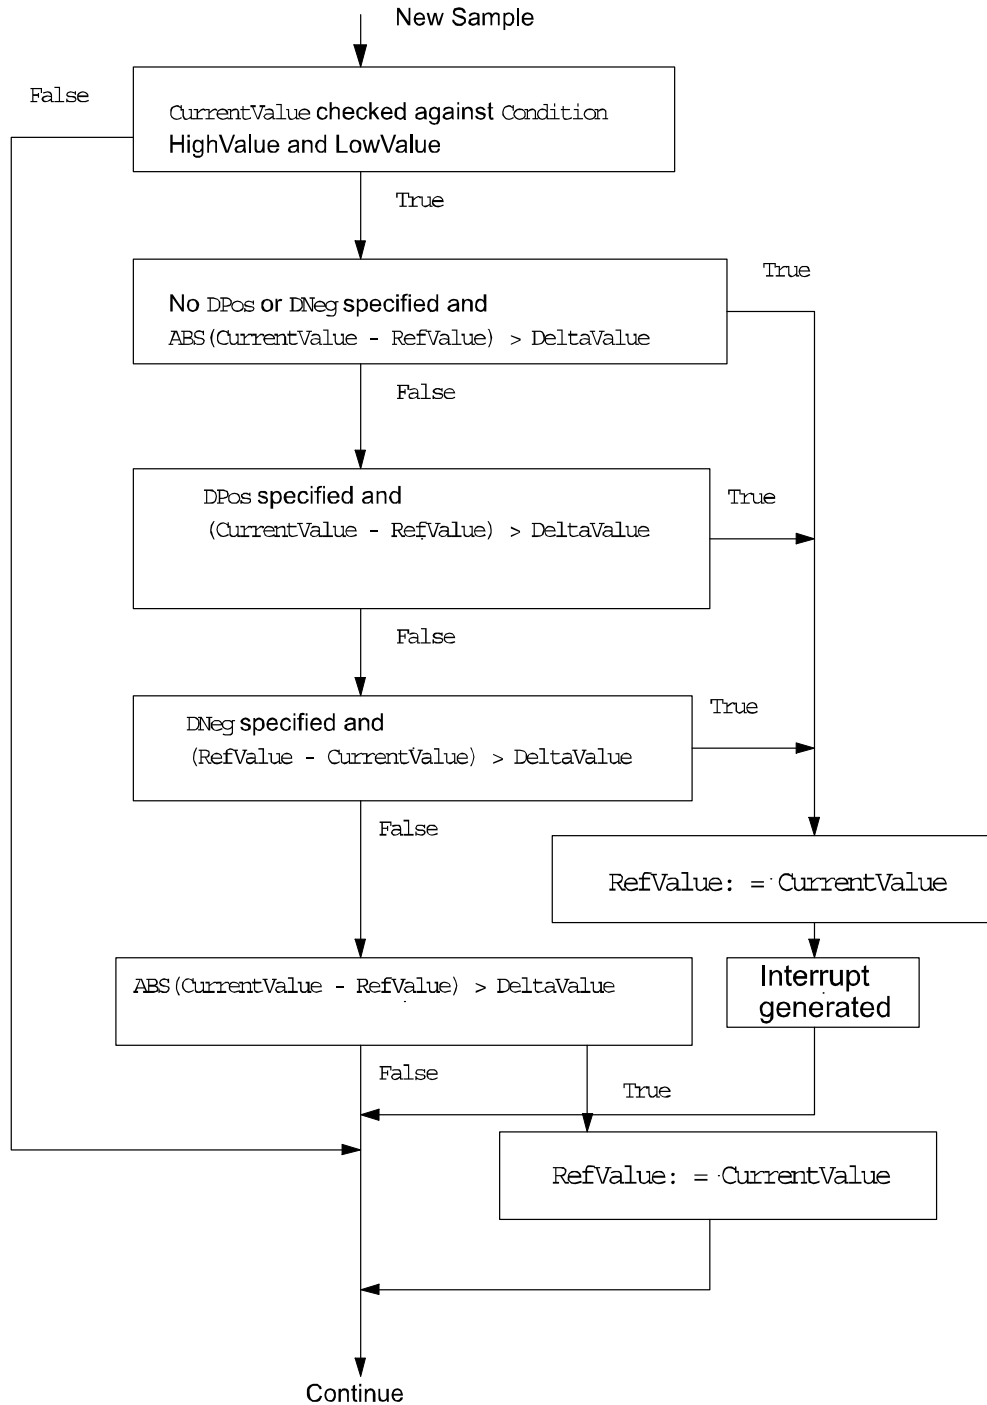 New Sample
False
CurrentValue checked against Condition
HighValue and LowValue
True
True
No DPos or DNeg specified and
ABS(CurrentValue - RefValue) > DeltaValue
False
DPos specified and
True
(CurrentValue - RefValue) > DeltaValue
False
DNeg specified and
True
(RefValue - CurrentValue) > DeltaValue
False
RefValue: = CurrentValue
ABS(CurrentValue - RefValue) > DeltaValue
Interrupt
generated
False
True
RefValue: = CurrentValue
Continue